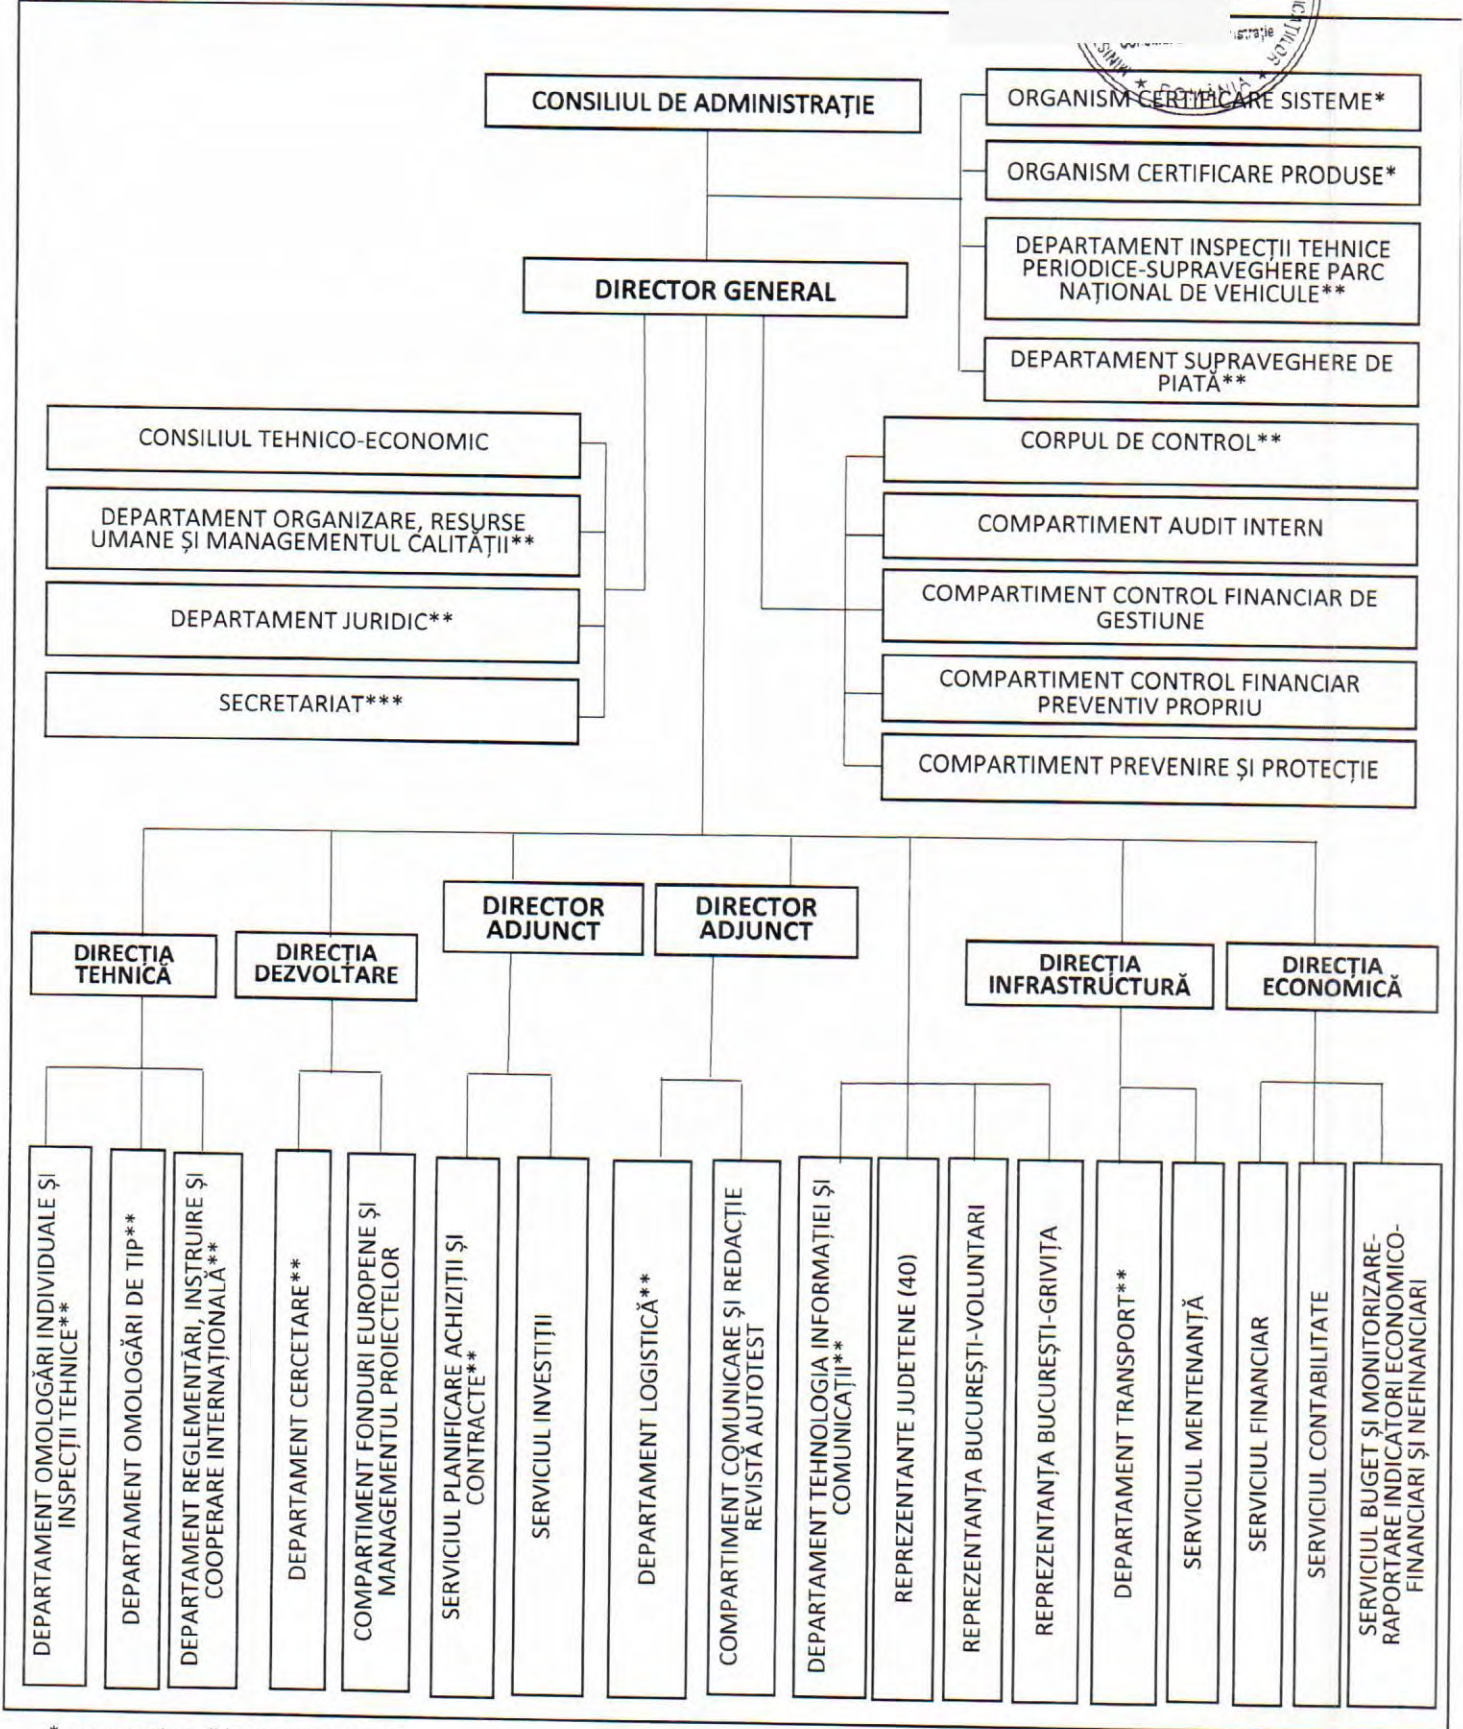 CONSILIUL DE ADMINISTRAȚIE
ROMÂNIA
ORGANISM CERTIFICARE SISTEME*
ORGANISM CERTIFICARE PRODUSE*
DEPARTAMENT INSPECȚII TEHNICE
PERIODICE-SUPRAVEGHERE PARC
NAȚIONAL DE VEHICULE**
DIRECTOR GENERAL
DEPARTAMENT SUPRAVEGHERE DE
PIATĂ**
CONSILIUL TEHNICO-ECONOMIC
DEPARTAMENT ORGANIZARE, RESURSE
UMANE ȘI MANAGEMENTUL CALITĂȚII**
DEPARTAMENT JURIDIC**
SECRETARIAT***
CORPUL DE CONTROL**
COMPARTIMENT AUDIT INTERN
COMPARTIMENT CONTROL FINANCIAR DE
GESTIUNE
COMPARTIMENT CONTROL FINANCIAR
PREVENTIV PROPRIU
COMPARTIMENT PREVENIRE ȘI PROTECȚIE
DIRECȚIA
TEHNICĂ
DIRECȚIA
DEZVOLTARE
DIRECTOR
ADJUNCT
DIRECTOR
ADJUNCT
DIRECȚIA
INFRASTRUCTURĂ
DIRECȚIA
ECONOMICĂ
DEPARTAMENT OMOLOGĂRI INDIVIDUALE ȘI
INSPECȚII TEHNICE**
DEPARTAMENT OMOLOGĂRI DE TIP**
DEPARTAMENT REGLEMENTĂRI, INSTRUIRE ȘI
COOPERARE INTERNAȚIONALĂ**
DEPARTAMENT CERCETARE**
COMPARTIMENT FONDURI EUROPENE ȘI
MANAGEMENTUL PROIECTELOR
SERVICIUL PLANIFICARE ACHIZIȚII ȘI
CONTRACTE**
SERVICIUL INVESTIȚII
DEPARTAMENT LOGISTICĂ**
COMPARTIMENT COMUNICARE ȘI REDACȚIE
REVISTĂ AUTOTEST
DEPARTAMENT TEHNOLOGIA INFORMAȚIEI ȘI
COMUNICAȚII**
REPREZENTANTE JUDETENE (40)
REPREZENTANȚA BUCUREȘTI-VOLUNTARI
REPREZENTANȚA BUCUREȘTI-GRIVIȚA
DEPARTAMENT TRANSPORT**
SERVICIUL MENTENANȚĂ
SERVICIUL FINANCIAR
SERVICIUL CONTABILITATE
SERVICIUL BUGET ȘI MONITORIZARE-
RAPORTARE INDICATORI ECONOMICO-
FINANCIARI ȘI NEFINANCIARI
*